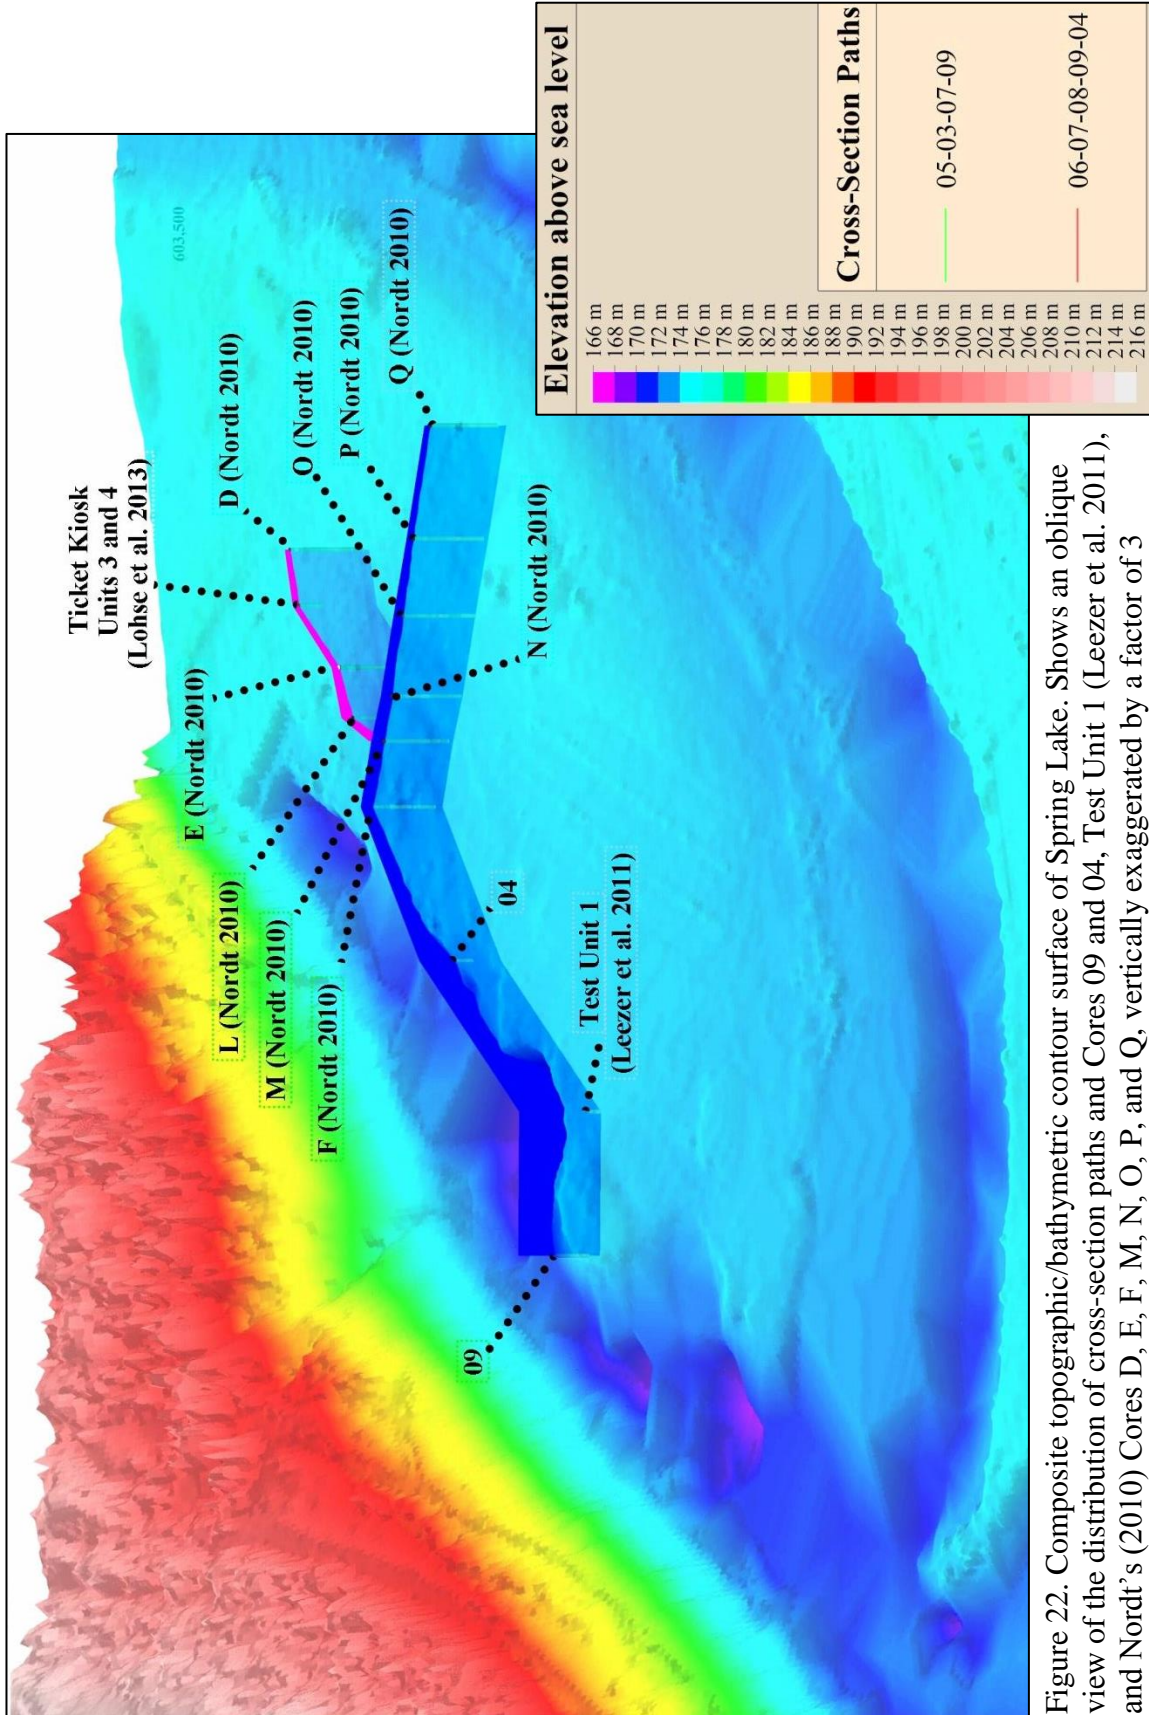 Ticket Kiosk
Units 3 and 4
(Lohse et al. 2013)
603,500
D (Nordt 2010)
O (Nordt 2010)
P (Nordt 2010)
Q (Nordt 2010)
E (Nordt 2010)
L (Nordt 2010)
M (Nordt 2010)
F (Nordt 2010)
N (Nordt 2010)
04
Test Unit 1
(Leezer et al. 2011)
09
Elevation above sea level
166 m
168 m
170 m
172 m
174 m
176 m
178 m
180 m
182 m
184 m
186 m
188 m
190 m
192 m
194 m
196 m
198 m
200 m
202 m
204 m
206 m
208 m
210 m
212 m
214 m
216 m
Cross-Section Paths
05-03-07-09
06-07-08-09-04
Figure 22. Composite topographic/bathymetric contour surface of Spring Lake. Shows an oblique
view of the distribution of cross-section paths and Cores 09 and 04, Test Unit 1 (Leezer et al. 2011),
and Nordt’s (2010) Cores D, E, F, M, N, O, P, and Q, vertically exaggerated by a factor of 3